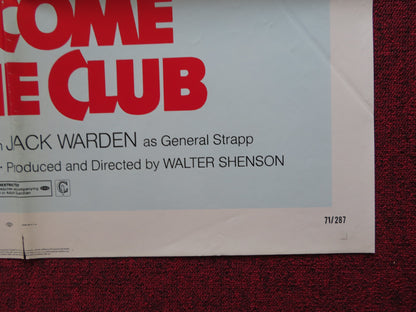 COME
E CLUB
JACK WARDEN as General Strapp
Produced and Directed by WALTER SHENSON
71/287